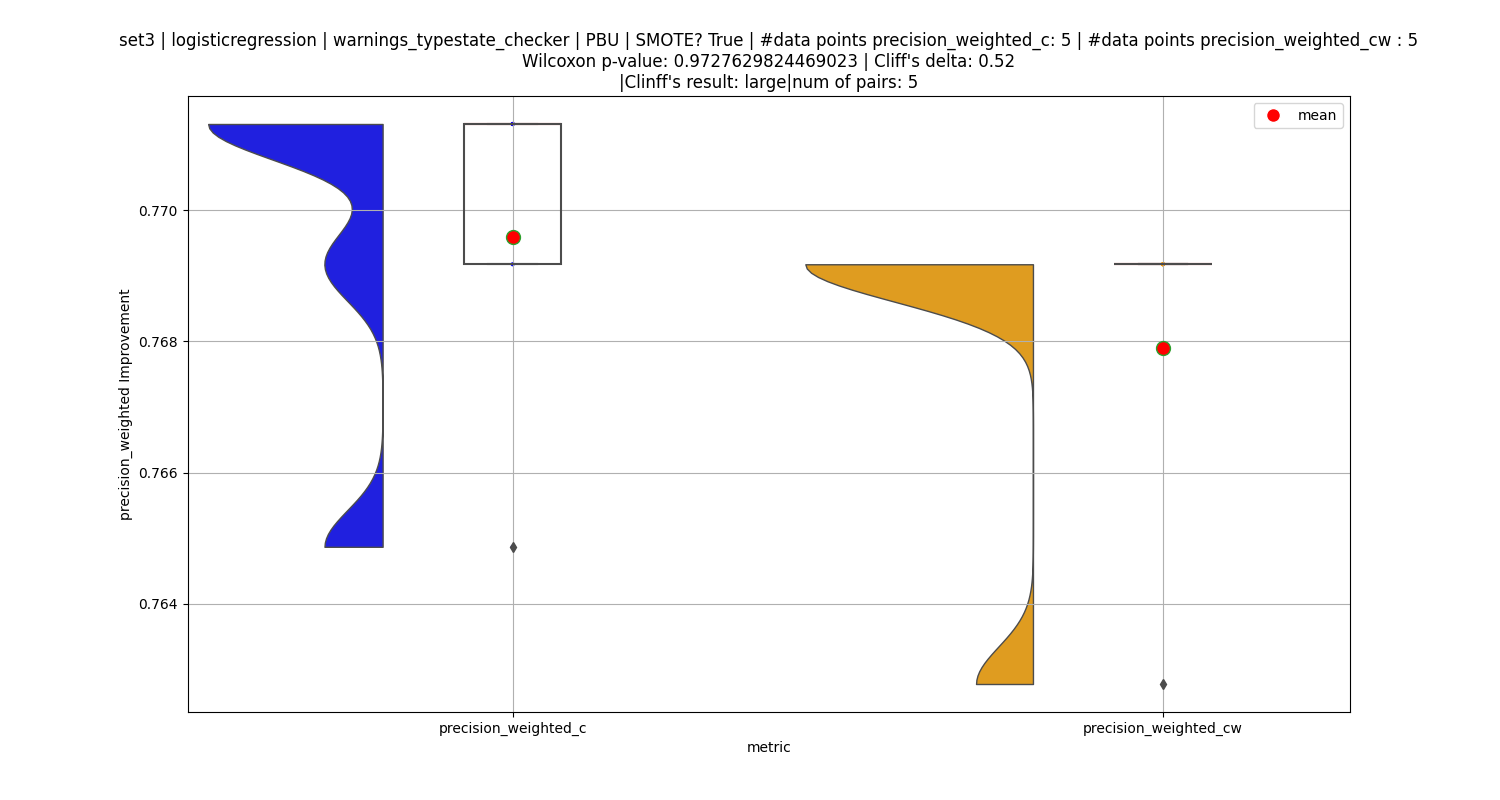 set3 | logisticregression | warnings_typestate_checker | PBU | SMOTE? True | #data points precision_weighted_c: 5 | #data points precision_weighted_cw : 5
Wilcoxon p-value: 0.9727629824469023 | Cliff's delta: 0.52
|Clinff's result: large|num of pairs: 5
mean
0.770
0.768
0.766
0.764
precision_weighted Improvement
precision_weighted_c
precision_weighted_cw
metric